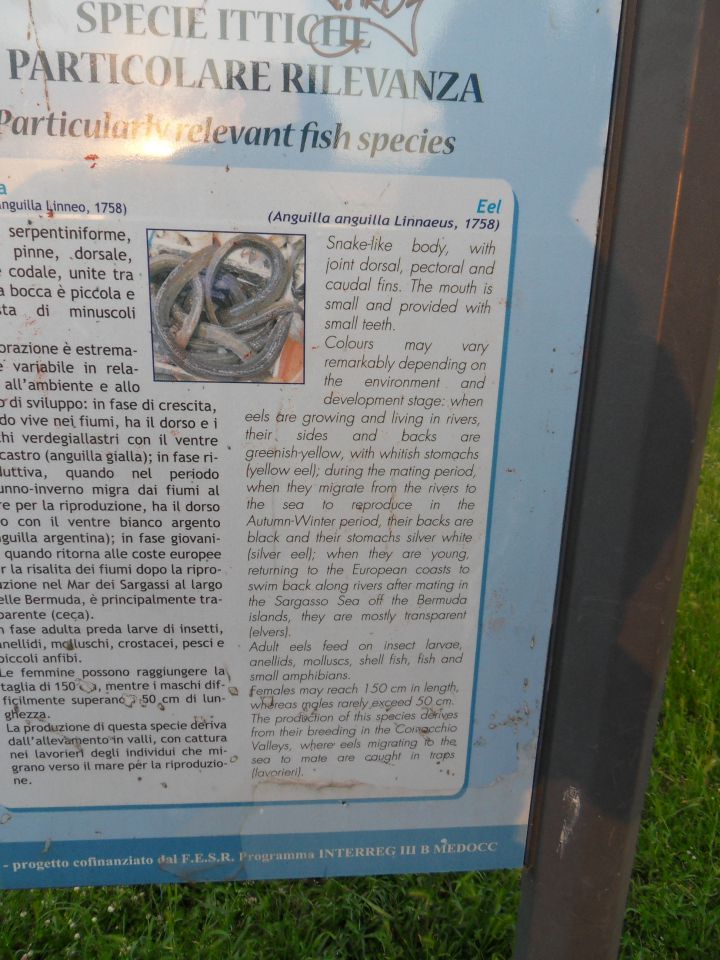 SPECIE ITTICHE
PARTICOLARE RILEVANZA
Particularly relevant fish species
anguilla Linneo, 1758)
serpentiniforme,
pinne, dorsale,
codale, unite tra
a bocca è piccola e
sta di minuscoli
orazione è estrema-
variabile in rela-
all'ambiente e allo
di sviluppo: in fase di crescita,
do vive nei fiumi, ha il dorso e i
chi verdegiallastri con il ventre
castro (anguilla gialla); in fase ri-
duttiva, quando nel periodo
unno-inverno migra dai fiumi al
re per la riproduzione, ha il dorso
o con il ventre bianco argento
guilla argentina); in fase giovani-
quando ritorna alle coste europee
er la risalita dei fiumi dopo la ripro-
uzione nel Mar dei Sargassi al largo
elle Bermuda, è principalmente tra-
parente (ceca).
n fase adulta preda larve di insetti,
anellidi, molluschi, crostacei, pesci e
piccoli anfibi.
Le femmine possono raggiungere la
taglia di 150 cm, mentre i maschi dif-
ficilmente superano i 50 cm di lun-
ghezza.
La produzione di questa specie deriva
dall'allevamento in valli, con cattura
nei lavorieri degli individui che mi-
grano verso il mare per la riproduzio-
ne.
Eel
(Anguilla anguilla Linnaeus, 1758)
Snake-like body, with
joint dorsal, pectoral and
caudal fins. The mouth is
small and provided with
small teeth.
Colours may vary
remarkably depending on
the environment and
development stage: when
eels are growing and living in rivers,
their sides and backs are
greenish-yellow, with whitish stomachs
(yellow eel); during the mating period,
when they migrate from the rivers to
the sea to reproduce in the
Autumn-Winter period, their backs are
black and their stomachs silver white
(silver eel); when they are young,
returning to the European coasts to
swim back along rivers after mating in
the Sargasso Sea off the Bermuda
islands, they are mostly transparent
(elvers).
Adult eels feed on insect larvae,
anellids, molluscs, shell fish, fish and
small amphibians.
Females may reach 150 cm in length,
whereas males rarely exceed 50 cm.
The production of this species derives
from their breeding in the Comacchio
Valleys, where eels migrating to the
sea to mate are caught in traps
(lavorieri).
- progetto cofinanziato dal F.E.S.R. Programma INTERREG III B MEDOCC